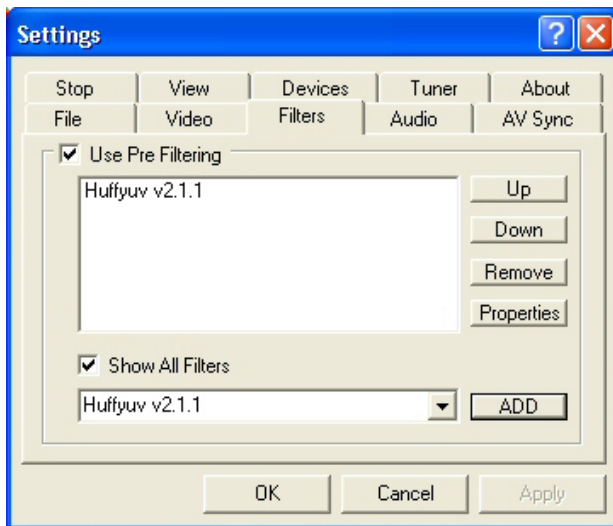 Settings
Stop View Devices Tuner About
File Video Filters Audio AV Sync
Use Pre Filtering
Huffyuv v2.1.1
Up
Down
Remove
Properties
Show All Filters
Huffyuv v2.1.1 ADD
OK Cancel Apply